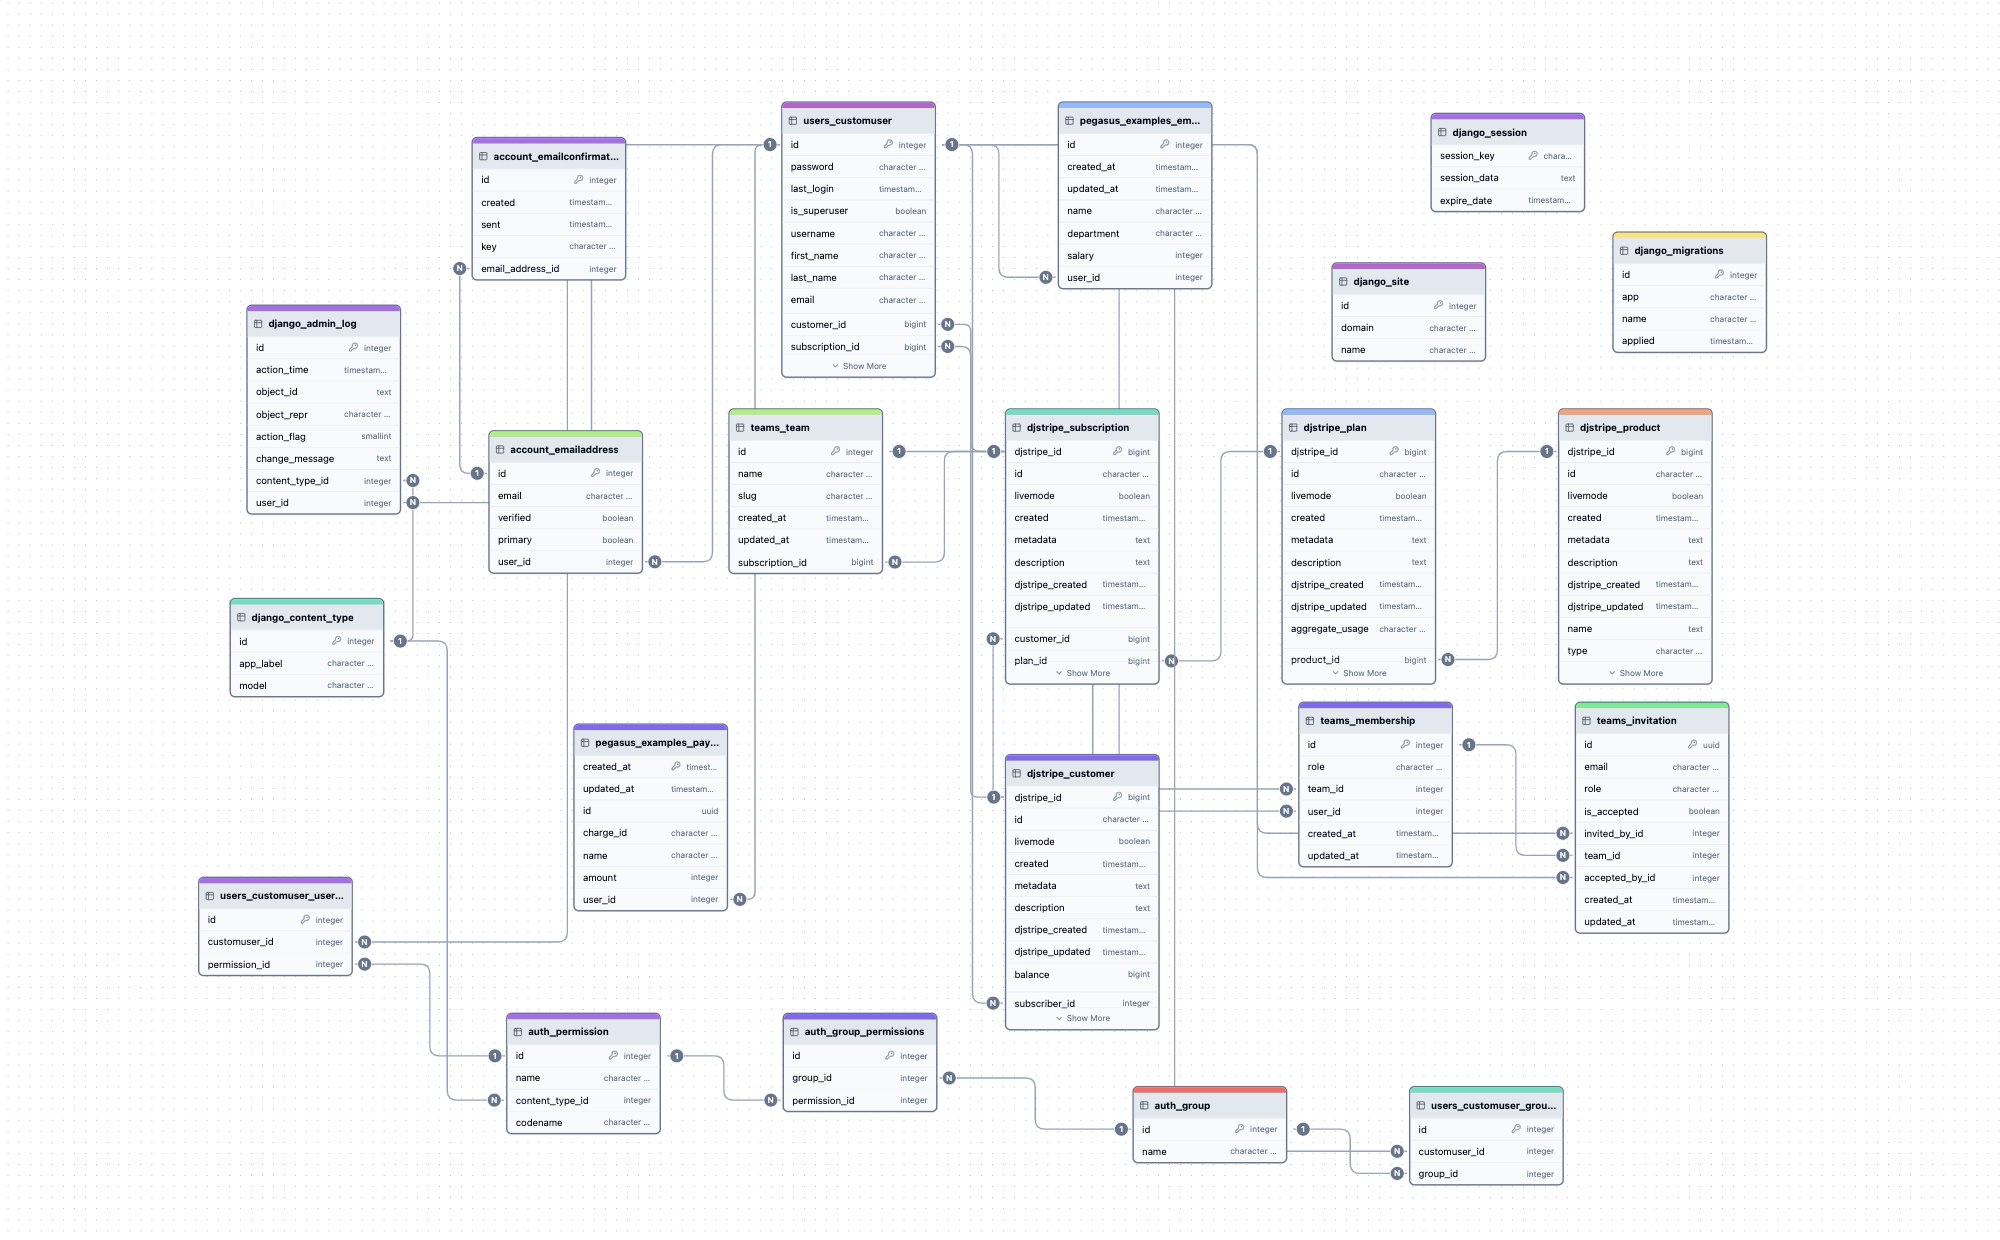 users_customuser
id integer
password character ...
last_login timestam...
is_superuser boolean
username character ...
first_name character ...
last_name character ...
email character ...
customer_id bigint
subscription_id bigint
Show More
pegasus_examples_em...
id integer
created_at timestam...
updated_at timestam...
name character ...
department character ...
salary integer
user_id integer
django_session
session_key chara...
session_data text
expire_date timestam...
account_emailconfirmat...
id integer
created timestam...
sent timestam...
key character ...
email_address_id integer
django_migrations
id integer
app character ...
name character ...
applied timestam...
django_site
id integer
domain character ...
name character ...
django_admin_log
id integer
action_time timestam...
object_id text
object_repr character ...
action_flag smallint
change_message text
content_type_id integer
user_id integer
account_emailaddress
id integer
email character ...
verified boolean
primary boolean
user_id integer
teams_team
id integer
name character ...
slug character ...
created_at timestam...
updated_at timestam...
subscription_id bigint
djstripe_subscription
djstripe_id bigint
id character ...
livemode boolean
created timestam...
metadata text
description text
djstripe_created timestam...
djstripe_updated timestam...
customer_id bigint
plan_id bigint
Show More
djstripe_plan
djstripe_id bigint
id character ...
livemode boolean
created timestam...
metadata text
description text
djstripe_created timestam...
djstripe_updated timestam...
aggregate_usage character ...
product_id bigint
Show More
djstripe_product
djstripe_id bigint
id character ...
livemode boolean
created timestam...
metadata text
description text
djstripe_created timestam...
djstripe_updated timestam...
name text
type character ...
Show More
django_content_type
id integer
app_label character ...
model character ...
pegasus_examples_pay...
created_at timest...
updated_at timestam...
id uuid
charge_id character ...
name character ...
amount integer
user_id integer
djstripe_customer
djstripe_id bigint
id character ...
livemode boolean
created timestam...
metadata text
description text
djstripe_created timestam...
djstripe_updated timestam...
balance bigint
subscriber_id integer
Show More
teams_membership
id integer
role character ...
team_id integer
user_id integer
created_at timestam...
updated_at timestam...
teams_invitation
id uuid
email character ...
role character ...
is_accepted boolean
invited_by_id integer
team_id integer
accepted_by_id integer
created_at timestam...
updated_at timestam...
users_customuser_user...
id integer
customuser_id integer
permission_id integer
auth_permission
id integer
name character ...
content_type_id integer
codename character ...
auth_group_permissions
id integer
group_id integer
permission_id integer
auth_group
id integer
name character ...
users_customuser_grou...
id integer
customuser_id integer
group_id integer